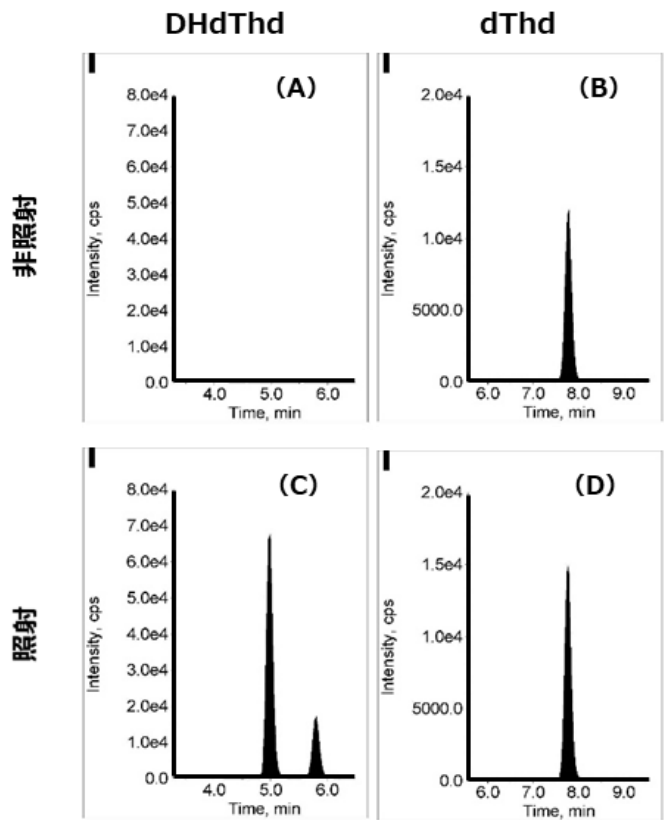 DHdThd
dThd
非照射
(A)
8.0e4
7.0e4
6.0e4
5.0e4
4.0e4
3.0e4
2.0e4
1.0e4
0.0
Intensity, cps
4.0 5.0 6.0
Time, min
(B)
2.0e4
1.5e4
1.0e4
5000.0
0.0
Intensity, cps
6.0 7.0 8.0 9.0
Time, min
照射
(C)
8.0e4
7.0e4
6.0e4
5.0e4
4.0e4
3.0e4
2.0e4
1.0e4
0.0
Intensity, cps
4.0 5.0 6.0
Time, min
(D)
2.0e4
1.5e4
1.0e4
5000.0
0.0
Intensity, cps
6.0 7.0 8.0 9.0
Time, min